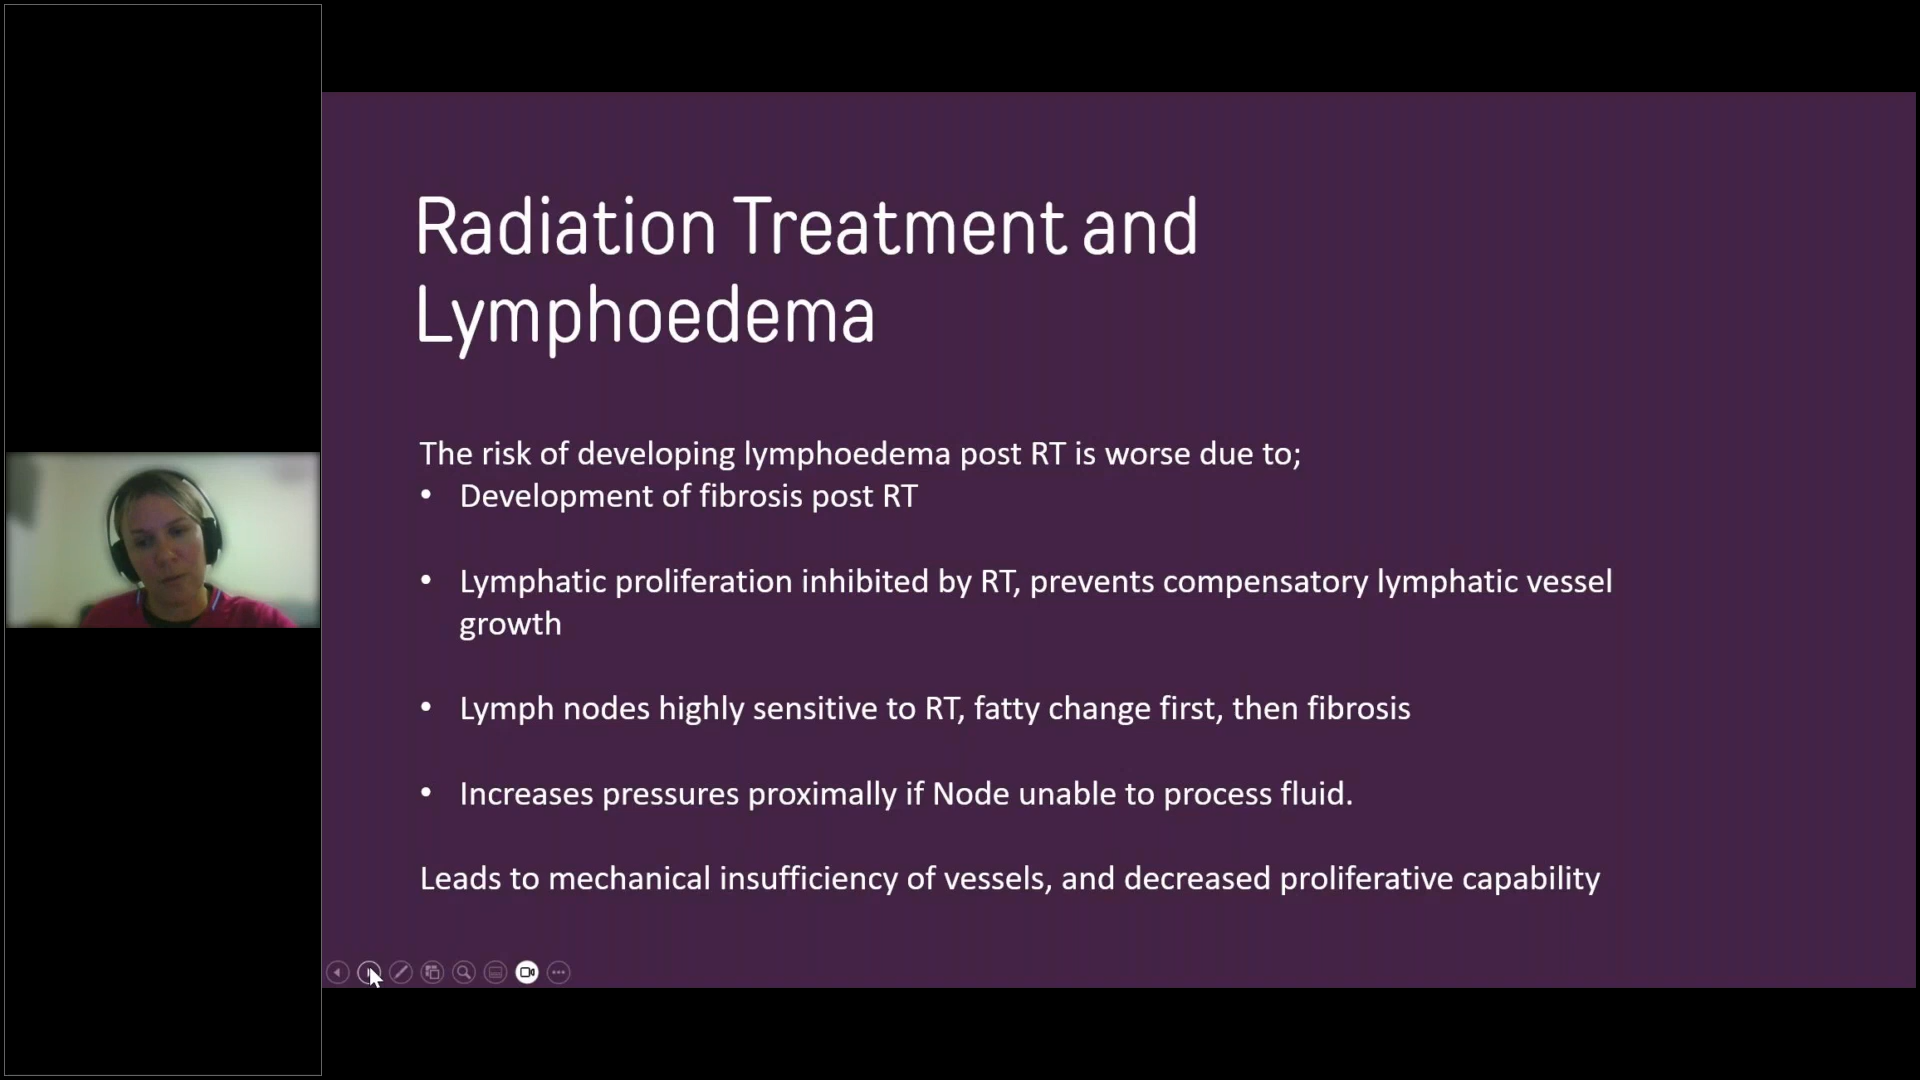 Radiation Treatment and
Lymphoedema
The risk of developing lymphoedema post RT is worse due to;
• Development of fibrosis post RT
• Lymphatic proliferation inhibited by RT, prevents compensatory lymphatic vessel
growth
• Lymph nodes highly sensitive to RT, fatty change first, then fibrosis
• Increases pressures proximally if Node unable to process fluid.
Leads to mechanical insufficiency of vessels, and decreased proliferative capability